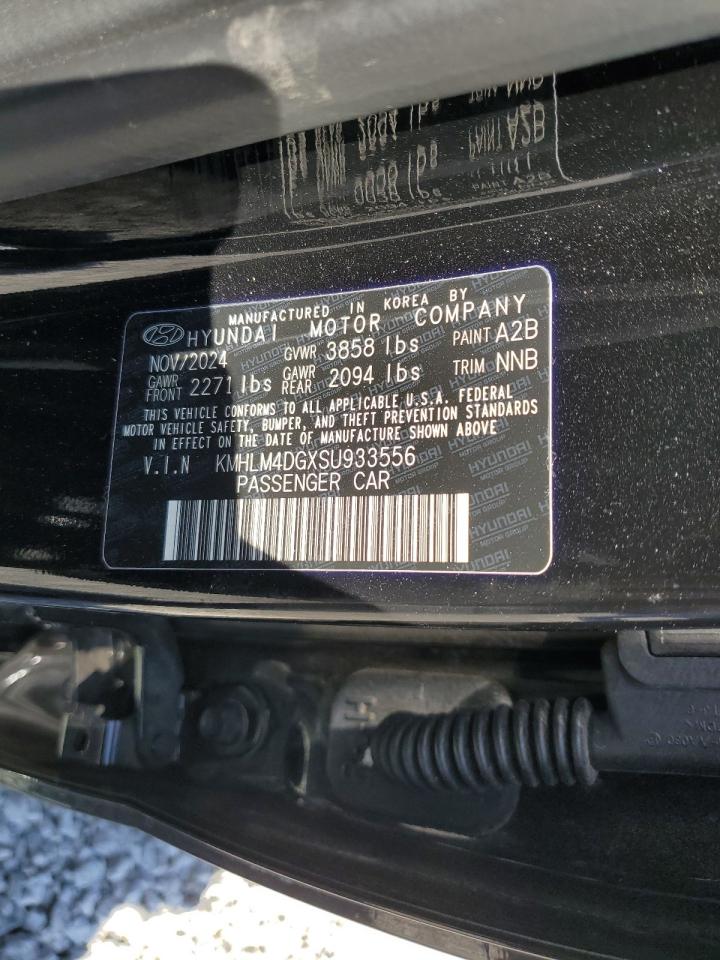 MANUFACTURED IN KOREA BY
HYUNDAI MOTOR COMPANY
NOV/2024 GVWR 3858 lbs PAINT A2B
GAWR FRONT 2271 lbs GAWR REAR 2094 lbs TRIM NNB
THIS VEHICLE CONFORMS TO ALL APPLICABLE U.S.A. FEDERAL
MOTOR VEHICLE SAFETY, BUMPER, AND THEFT PREVENTION STANDARDS
IN EFFECT ON THE DATE OF MANUFACTURE SHOWN ABOVE
V.I.N KMHLM4DGXSU933556
PASSENGER CAR